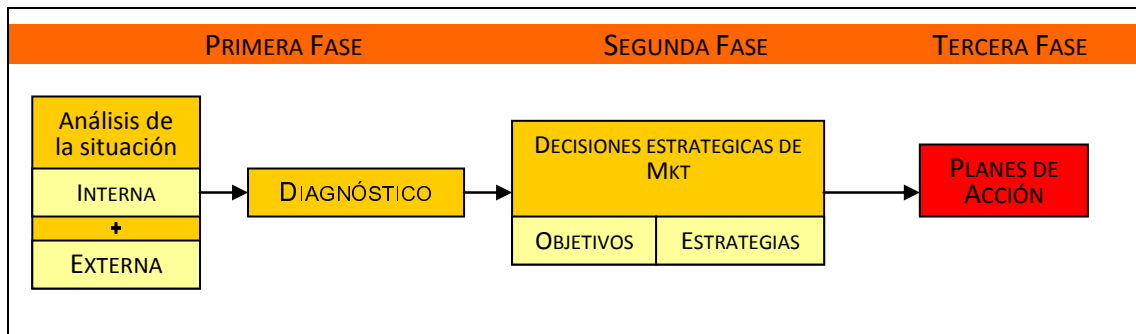 PRIMERA FASE
SEGUNDA FASE
TERCERA FASE
Análisis de
la situación
INTERNA
+
EXTERNA
DIAGNÓSTICO
DECISIONES ESTRATEGICAS DE
MKT
OBJETIVOS
ESTRATEGIAS
PLANES DE
ACCIÓN